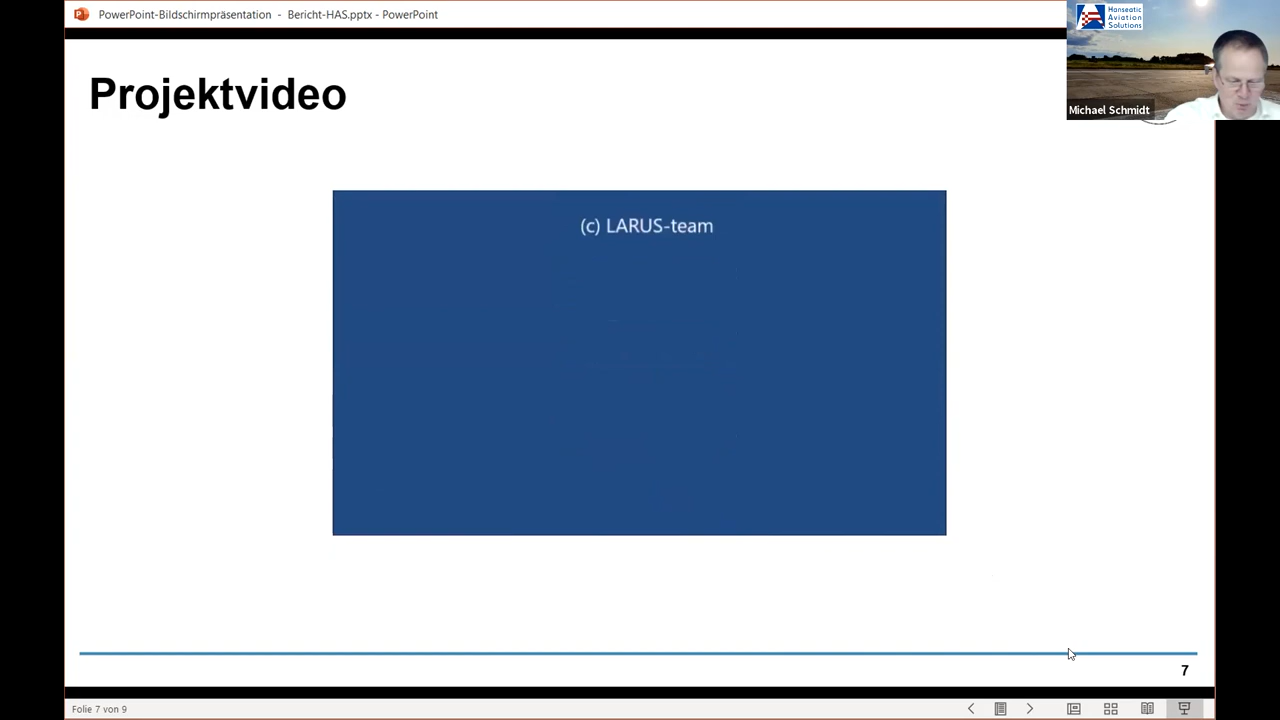 PowerPoint-Bildschirmpräsentation - Bericht-HAS.pptx - PowerPoint
Hanseatic
Aviation
Solutions
Michael Schmidt
Projektvideo
(c) LARUS-team
7
Folie 7 von 9